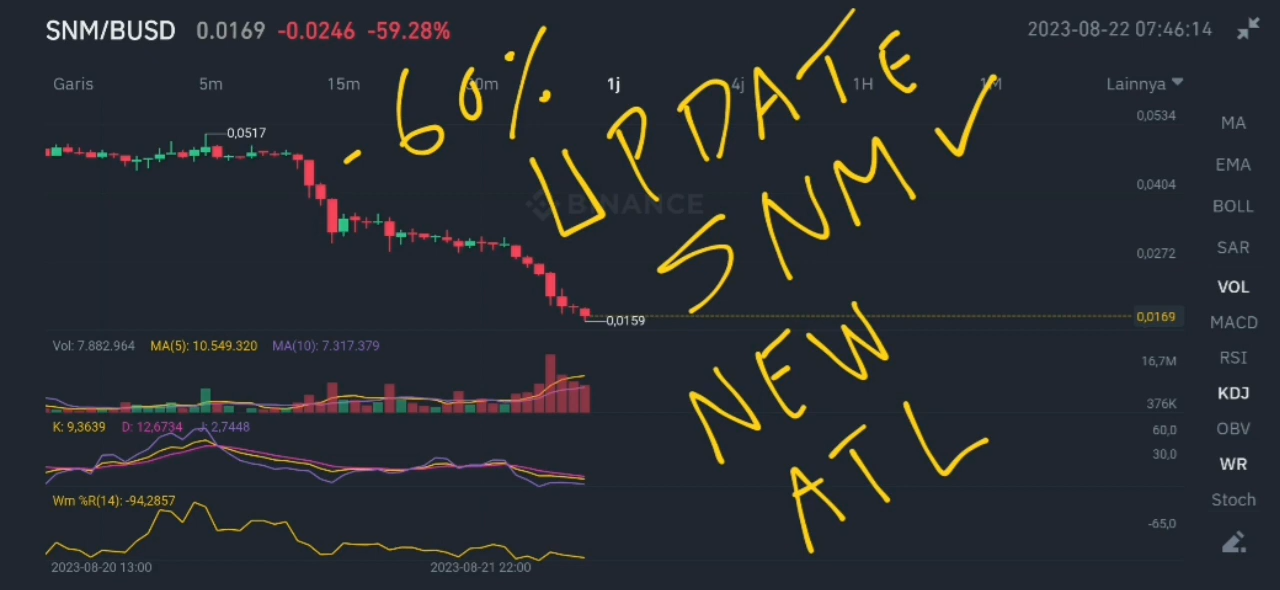 SNM/BUSD 0.0169 -0.0246 -59.28% 2023-08-22 07:46:14
Garis 5m 15m 30m 1j 4j 1H 1M Lainnya
- 60%
UPDATE
SNM
NEW
ATL
BINANCE
0,0517
0,0159
0,0534
0,0404
0,0272
0,0169
Vol: 7.882.964 MA(5): 10.549.320 MA(10): 7.317.379
16,7M
376K
K: 9,3639 D: 12,6734 J: 2,7448
60,0
30,0
Wm %R(14): -94,2857
-65,0
2023-08-20 13:00 2023-08-21 22:00
MA
EMA
BOLL
SAR
VOL
MACD
RSI
KDJ
OBV
WR
Stoch